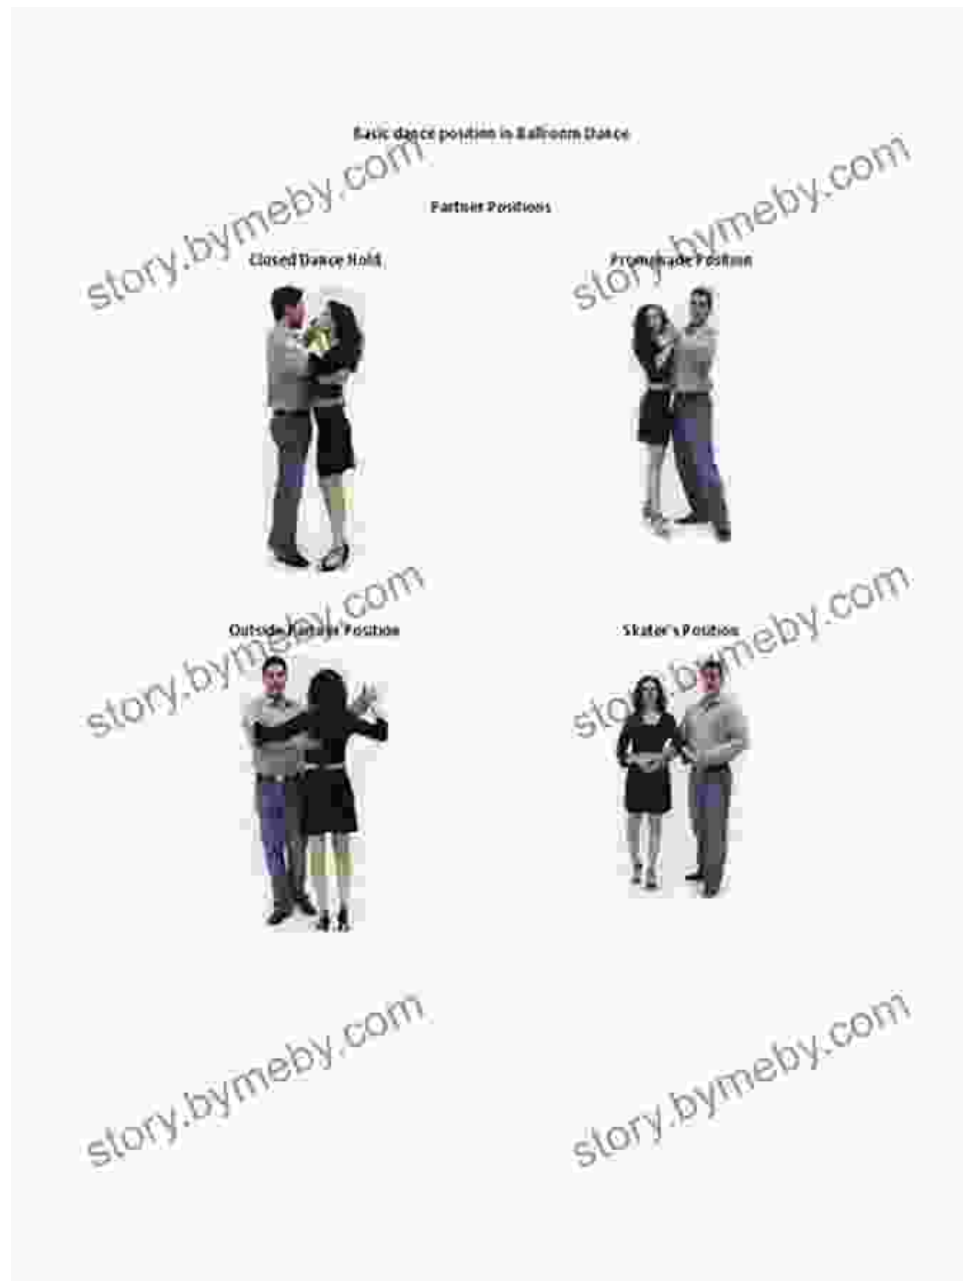 Basic dance position in Ballroom Dance
Partner Positions
Closed Dance Hold
Promenade Position
Outside Partner Position
Skater's Position
story.bymeby.com
story.bymeby.com
story.bymeby.com
story.bymeby.com
story.bymeby.com
story.bymeby.com